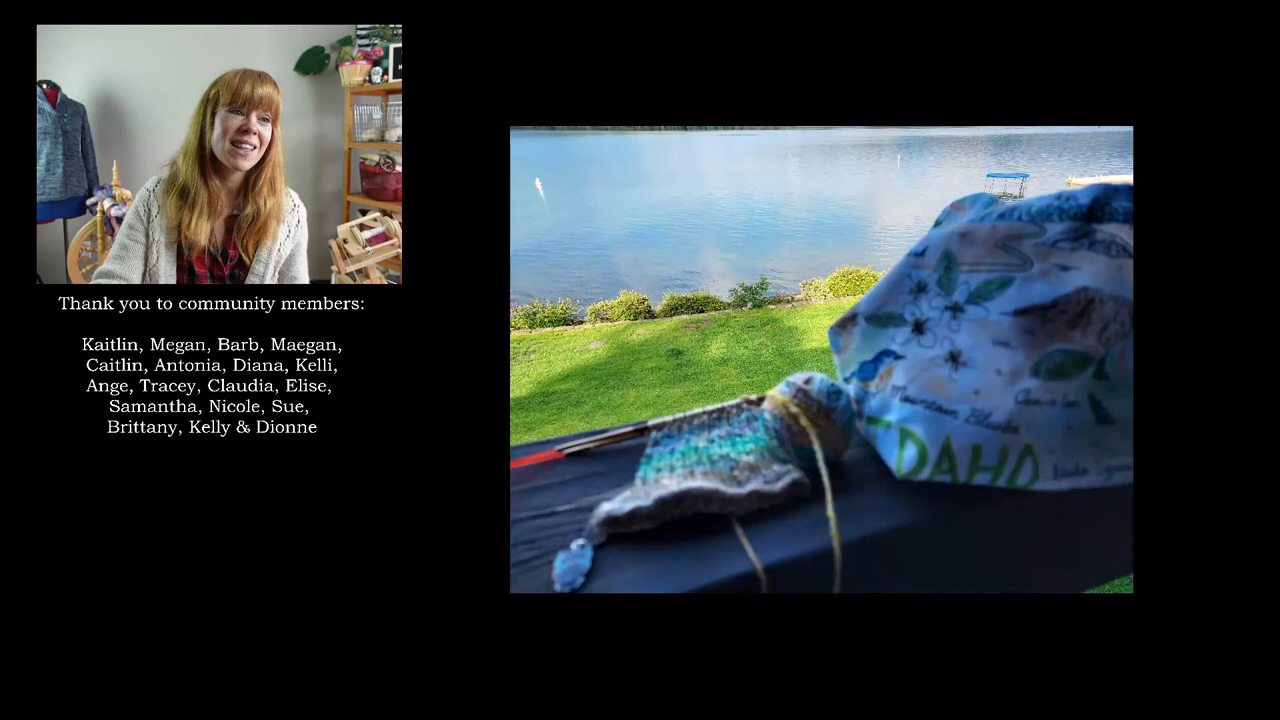 Thank you to community members:
Kaitlin, Megan, Barb, Maegan,
Caitlin, Antonia, Diana, Kelli,
Ange, Tracey, Claudia, Elise,
Samantha, Nicole, Sue,
Brittany, Kelly & Dionne
Mountain Bluebird
IDAHO